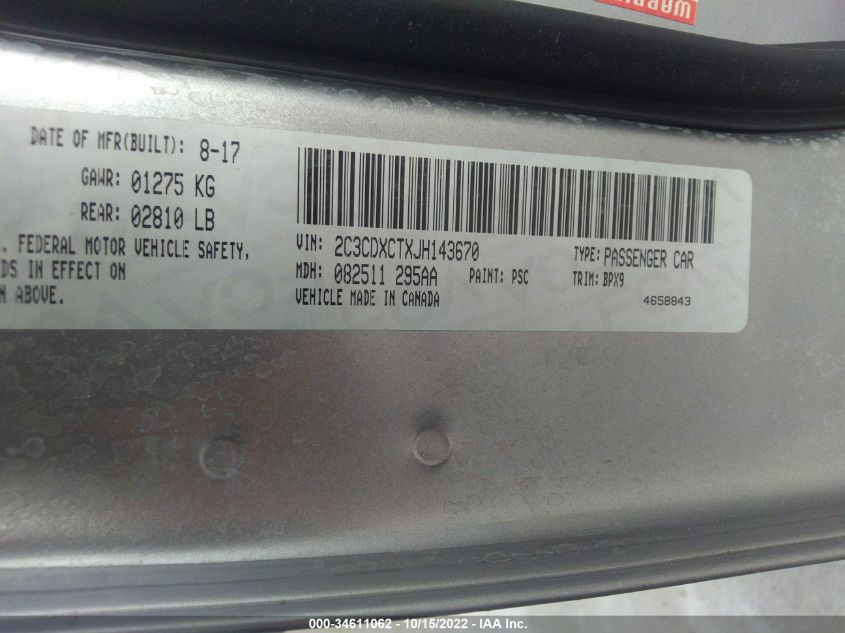 DATE OF MFR(BUILT): 8-17
GAWR: 01275 KG
REAR: 02810 LB
. FEDERAL MOTOR VEHICLE SAFETY,
DS IN EFFECT ON
N ABOVE.
VIN: 2C3CDXCTXJH143670
TYPE: PASSENGER CAR
MDH: 082511 295AA
PAINT: PSC
TRIM: BPX9
VEHICLE MADE IN CANADA
4658843
000-34611062 - 10/15/2022 - IAA Inc.